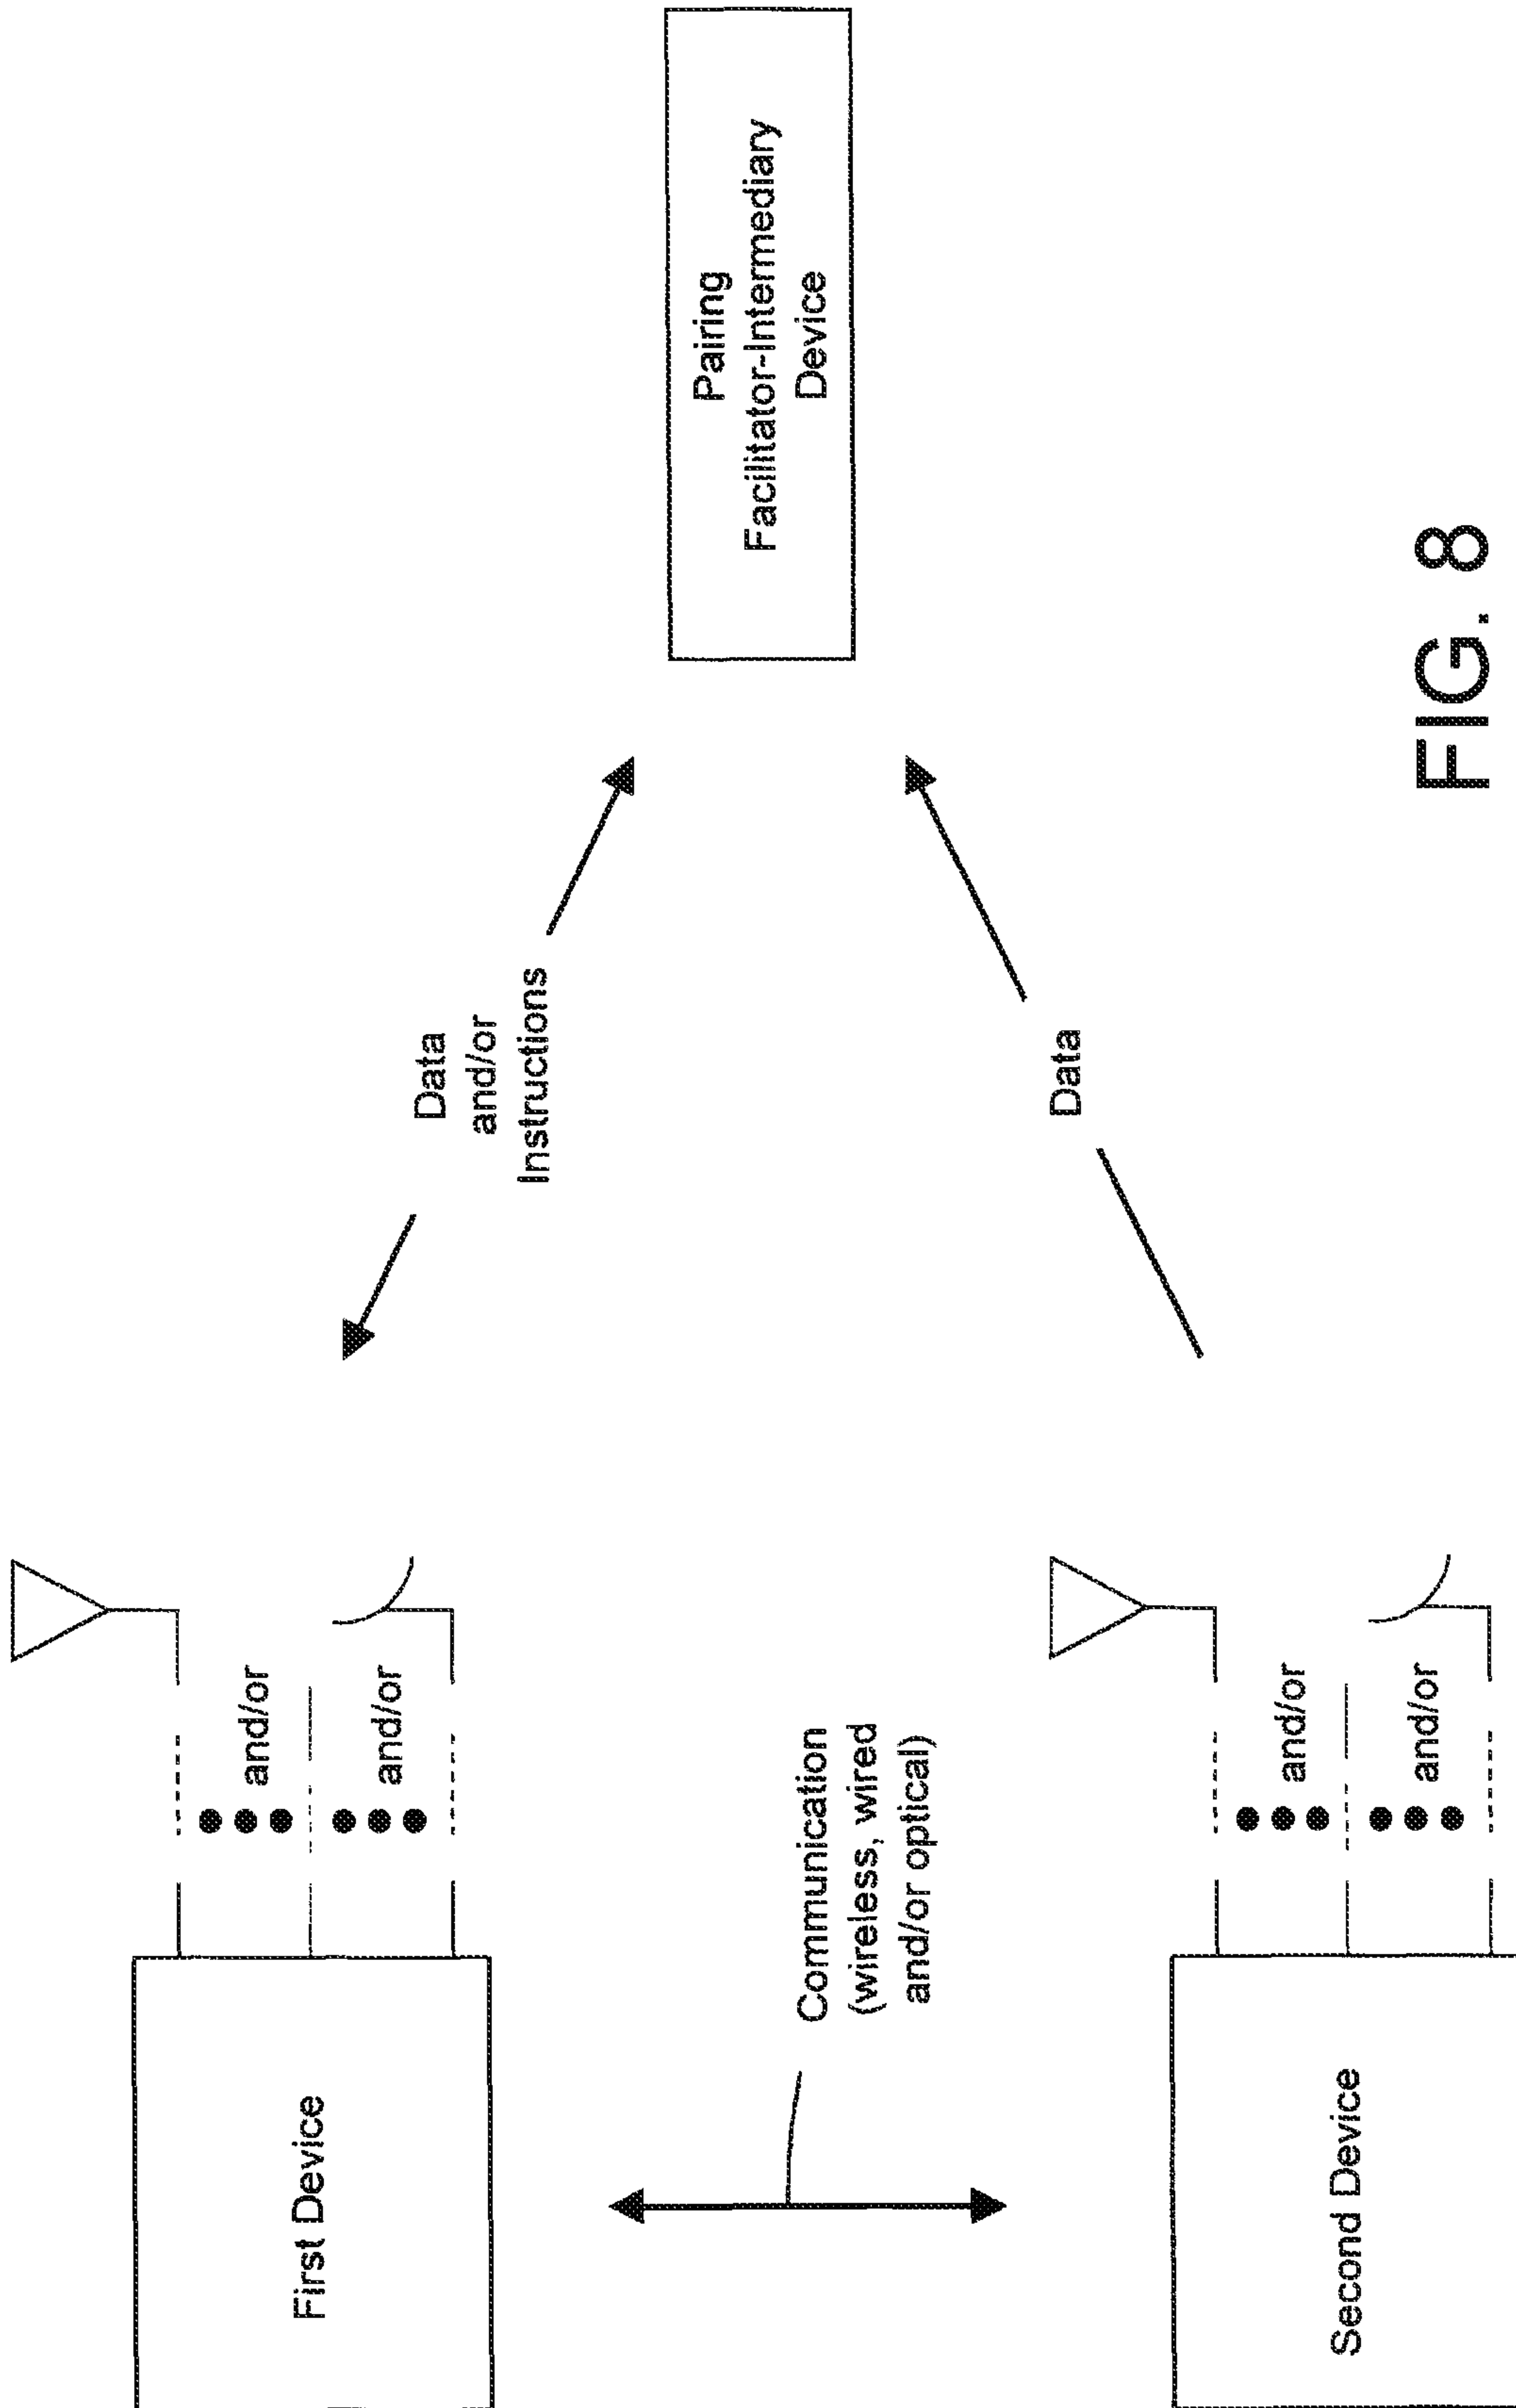 First Device
and/or
and/or
Data
and/or
Instructions
Pairing
Facilitator-Intermediary
Device
Communication
(wireless, wired
and/or optical)
Second Device
and/or
and/or
Data
FIG. 8